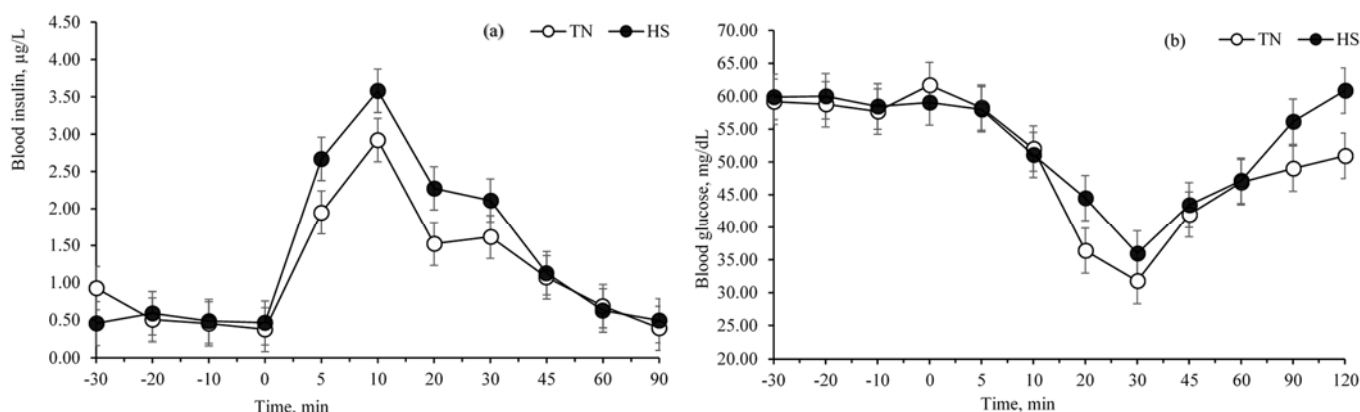 (a) TN HS
Blood insulin, µg/L
4.50
4.00
3.50
3.00
2.50
2.00
1.50
1.00
0.50
0.00
-30 -20 -10 0 5 10 20 30 45 60 90
Time, min
(b) TN HS
Blood glucose, mg/dL
70.00
65.00
60.00
55.00
50.00
45.00
40.00
35.00
30.00
25.00
20.00
-30 -20 -10 0 5 10 20 30 45 60 90 120
Time, min